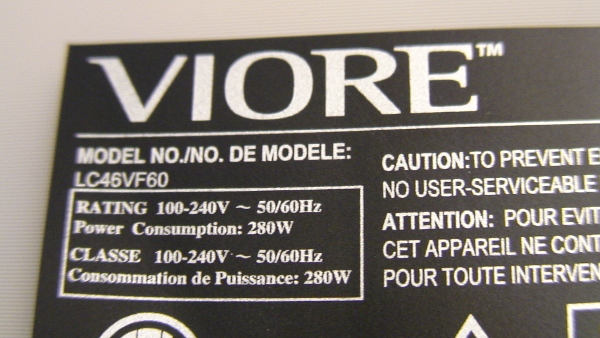 VIORE™
MODEL NO./NO. DE MODELE:
LC46VF60
RATING 100-240V ~ 50/60Hz
Power Consumption: 280W
CLASSE 100-240V ~ 50/60Hz
Consommation de Puissance: 280W
CAUTION:TO PREVENT
NO USER-SERVICEABLE
ATTENTION: POUR
CET APPAREIL NE
POUR TOUTE